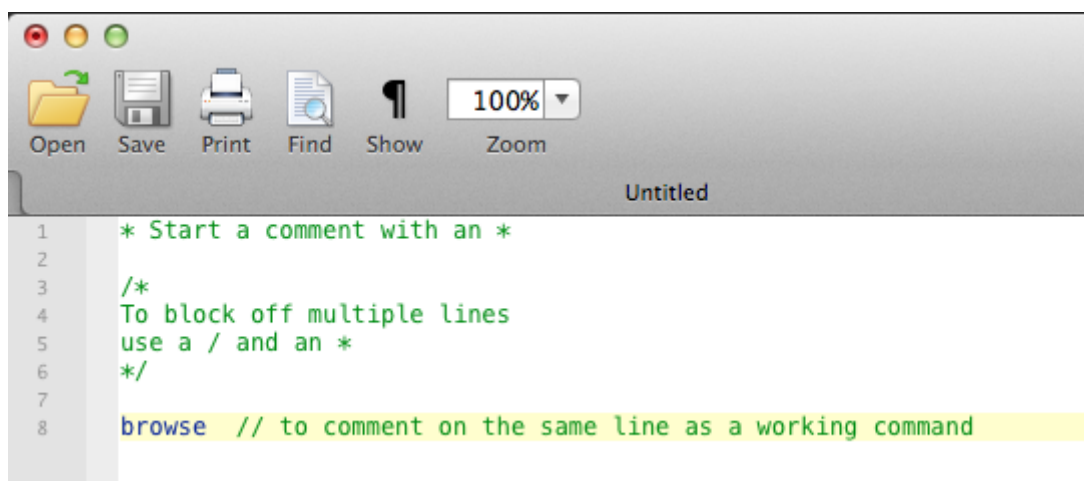 ¶
100%
Open Save Print Find Show Zoom
Untitled
1 * Start a comment with an *
2
3 /*
4 To block off multiple lines
5 use a / and an *
6 */
7
8 browse  // to comment on the same line as a working command